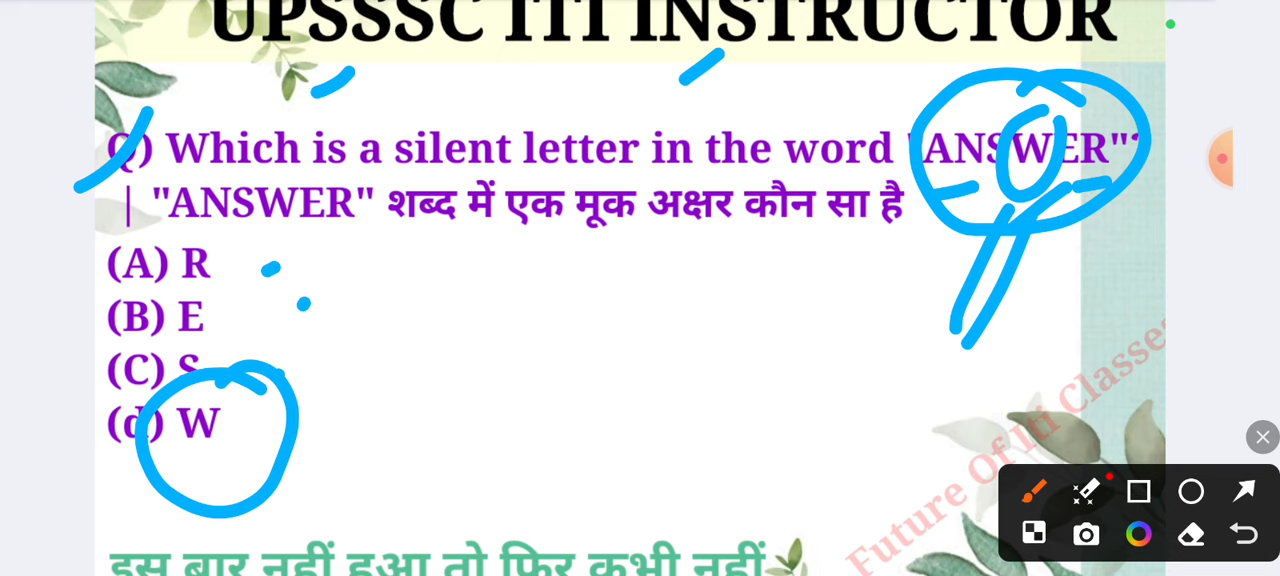 UPSSSC ITI INSTRUCTOR
Q) Which is a silent letter in the word "ANSWER"?
| "ANSWER" शब्द में एक मूक अक्षर कौन सा है
(A) R
(B) E
(C) S
(d) W
Future Of Iti Classes
इस बार नहीं हुआ तो फिर कभी नहीं